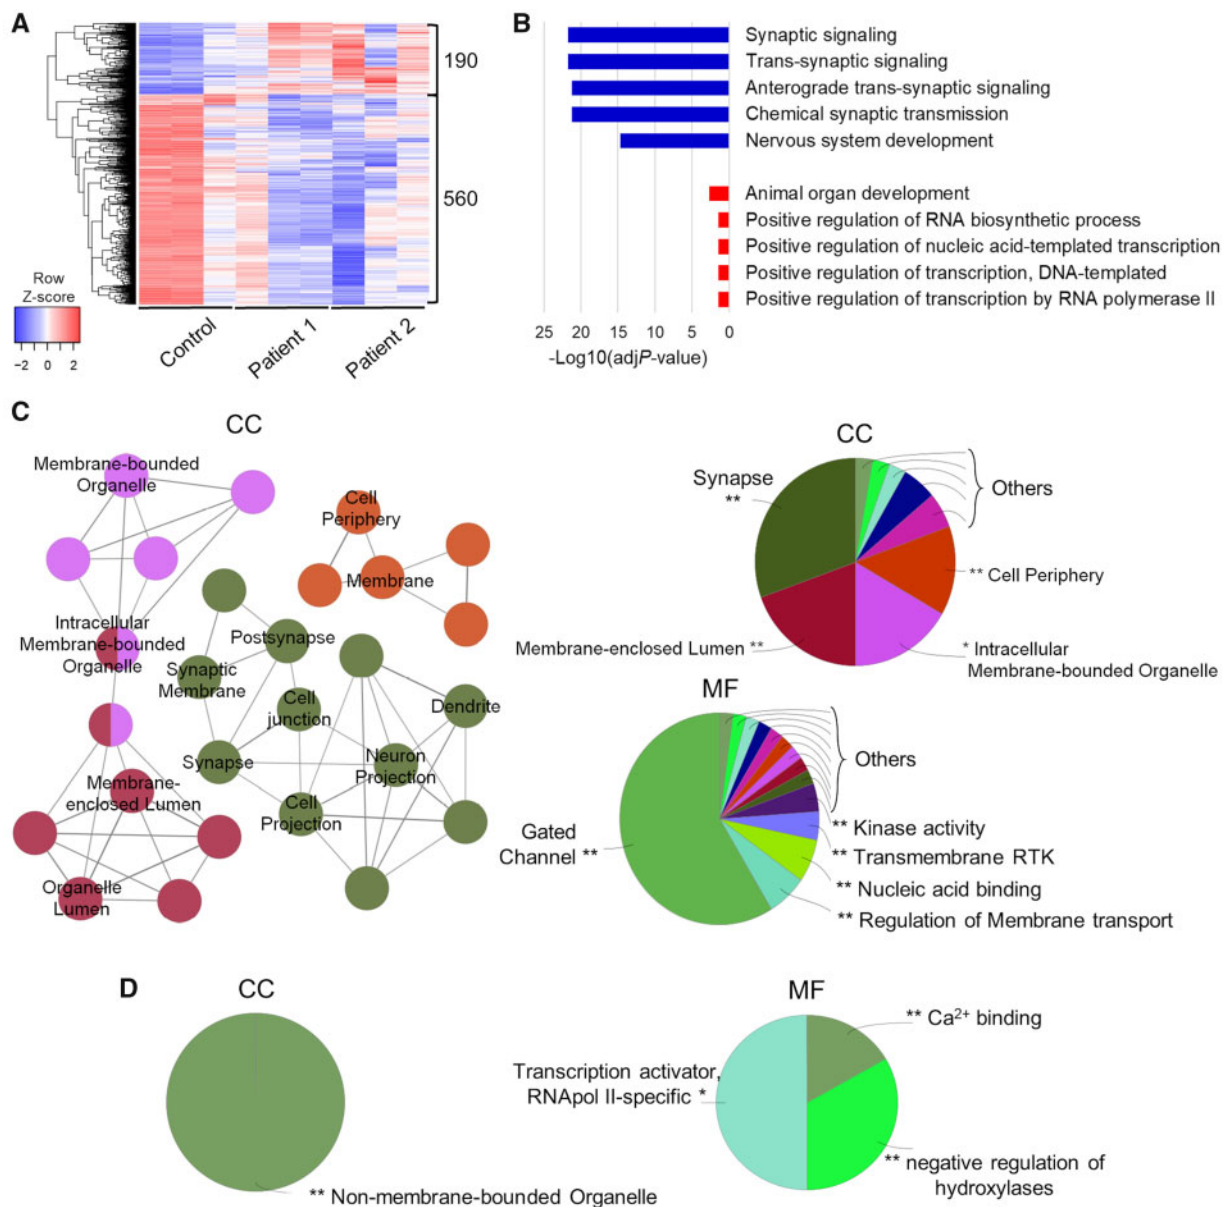 A
190
560
Row
Z-score
−2 0 2
Control
Patient 1
Patient 2
B
Synaptic signaling
Trans-synaptic signaling
Anterograde trans-synaptic signaling
Chemical synaptic transmission
Nervous system development
Animal organ development
Positive regulation of RNA biosynthetic process
Positive regulation of nucleic acid-templated transcription
Positive regulation of transcription, DNA-templated
Positive regulation of transcription by RNA polymerase II
25 20 15 10 5 0
-Log10(adjP-value)
C
CC
Membrane-bounded
Organelle
Cell
Periphery
Membrane
Intracellular
Membrane-bounded
Organelle
Postsynapse
Synaptic
Membrane
Cell
junction
Dendrite
Synapse
Neuron
Projection
Membrane-
enclosed Lumen
Cell
Projection
Organelle
Lumen
CC
Synapse
**
Others
** Cell Periphery
Membrane-enclosed Lumen **
* Intracellular
Membrane-bounded Organelle
MF
Others
Gated
Channel **
** Kinase activity
** Transmembrane RTK
** Nucleic acid binding
** Regulation of Membrane transport
D
CC
** Non-membrane-bounded Organelle
MF
** Ca²⁺ binding
Transcription activator,
RNApol II-specific *
** negative regulation of
hydroxylases